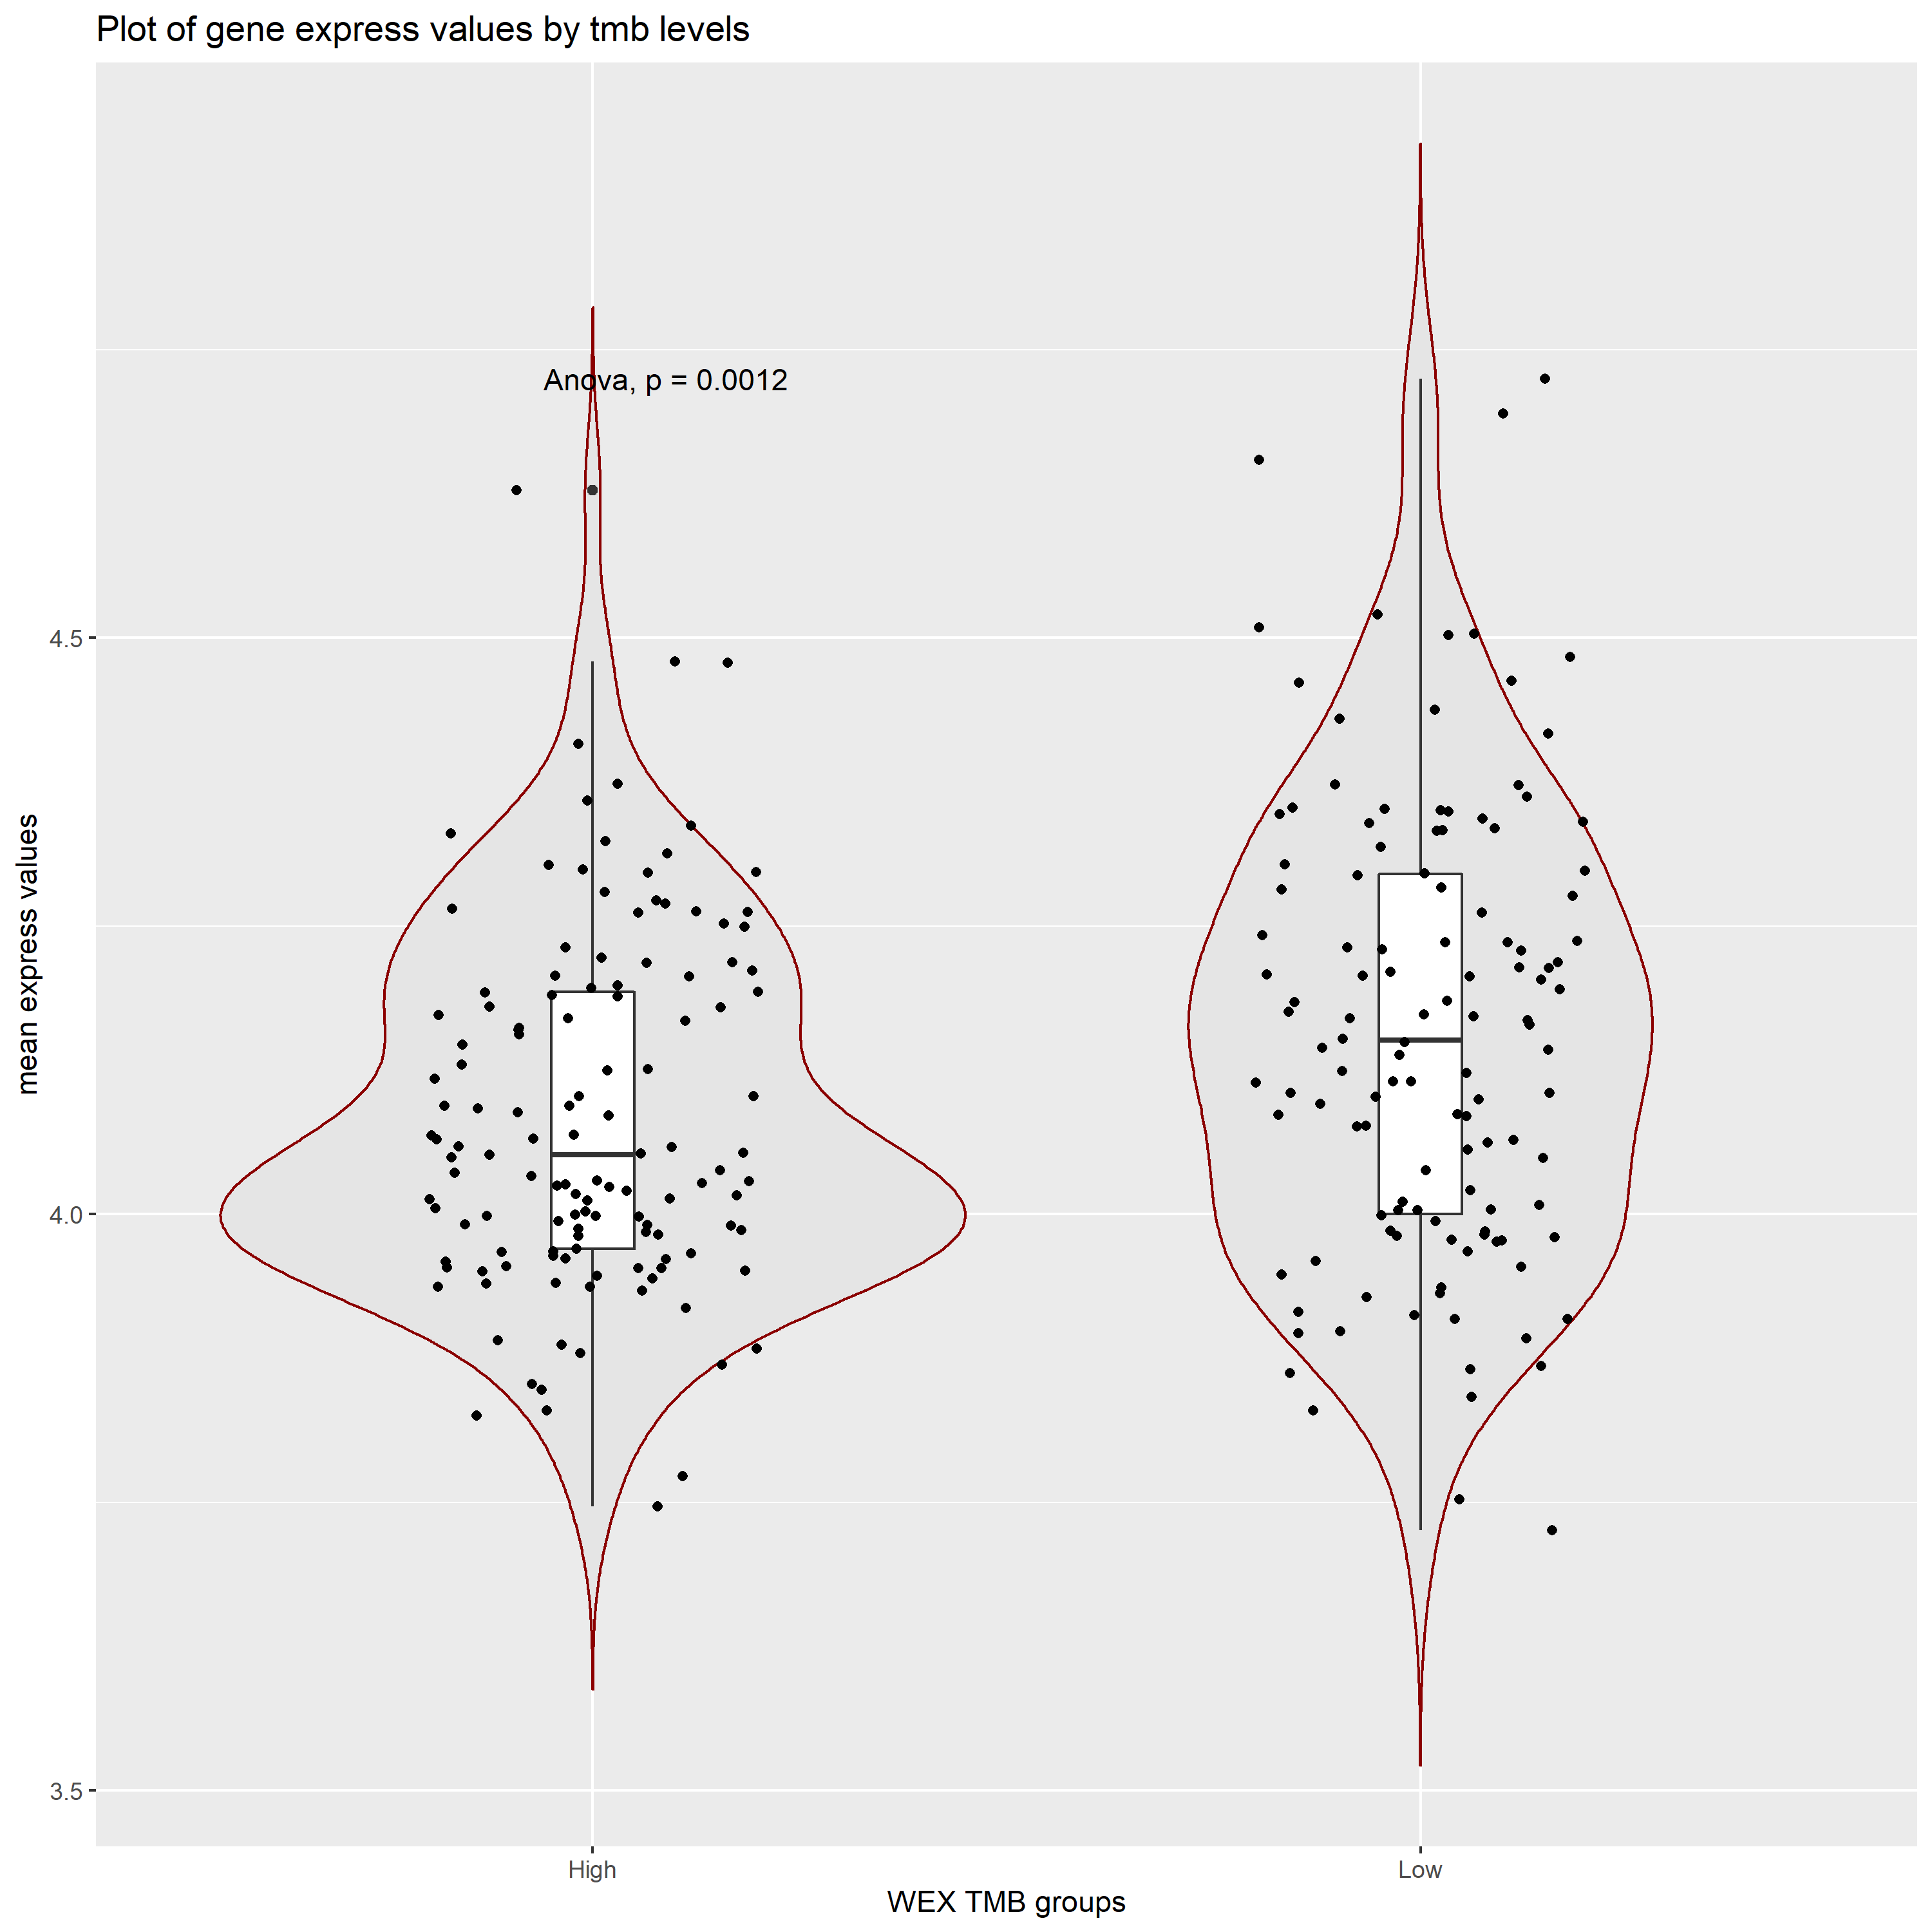 Plot of gene express values by tmb levels
Anova, p = 0.0012
4.5
4.0
3.5
mean express values
High
Low
WEX TMB groups